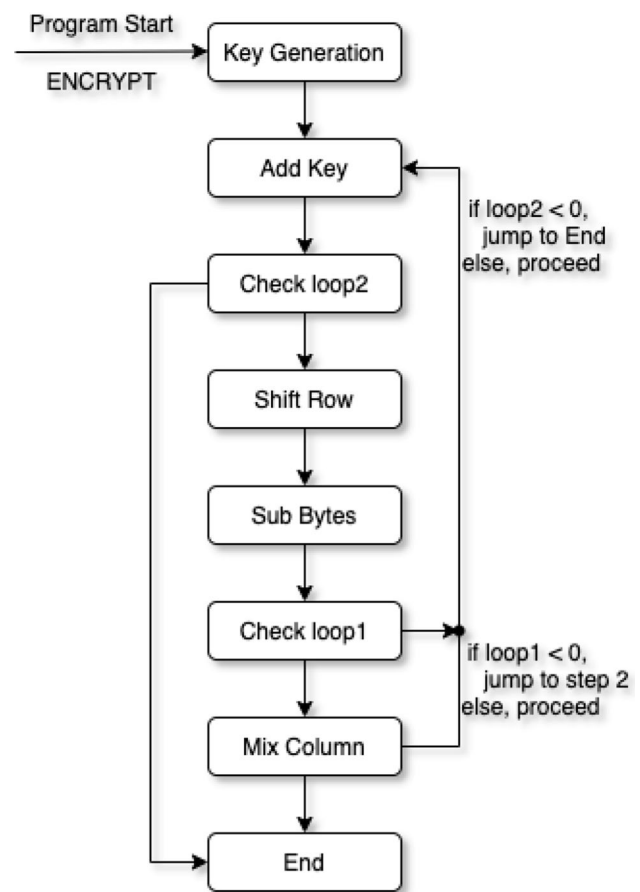 Program Start
ENCRYPT
Key Generation
Add Key
if loop2 < 0,
jump to End
else, proceed
Check loop2
Shift Row
Sub Bytes
Check loop1
if loop1 < 0,
jump to step 2
else, proceed
Mix Column
End